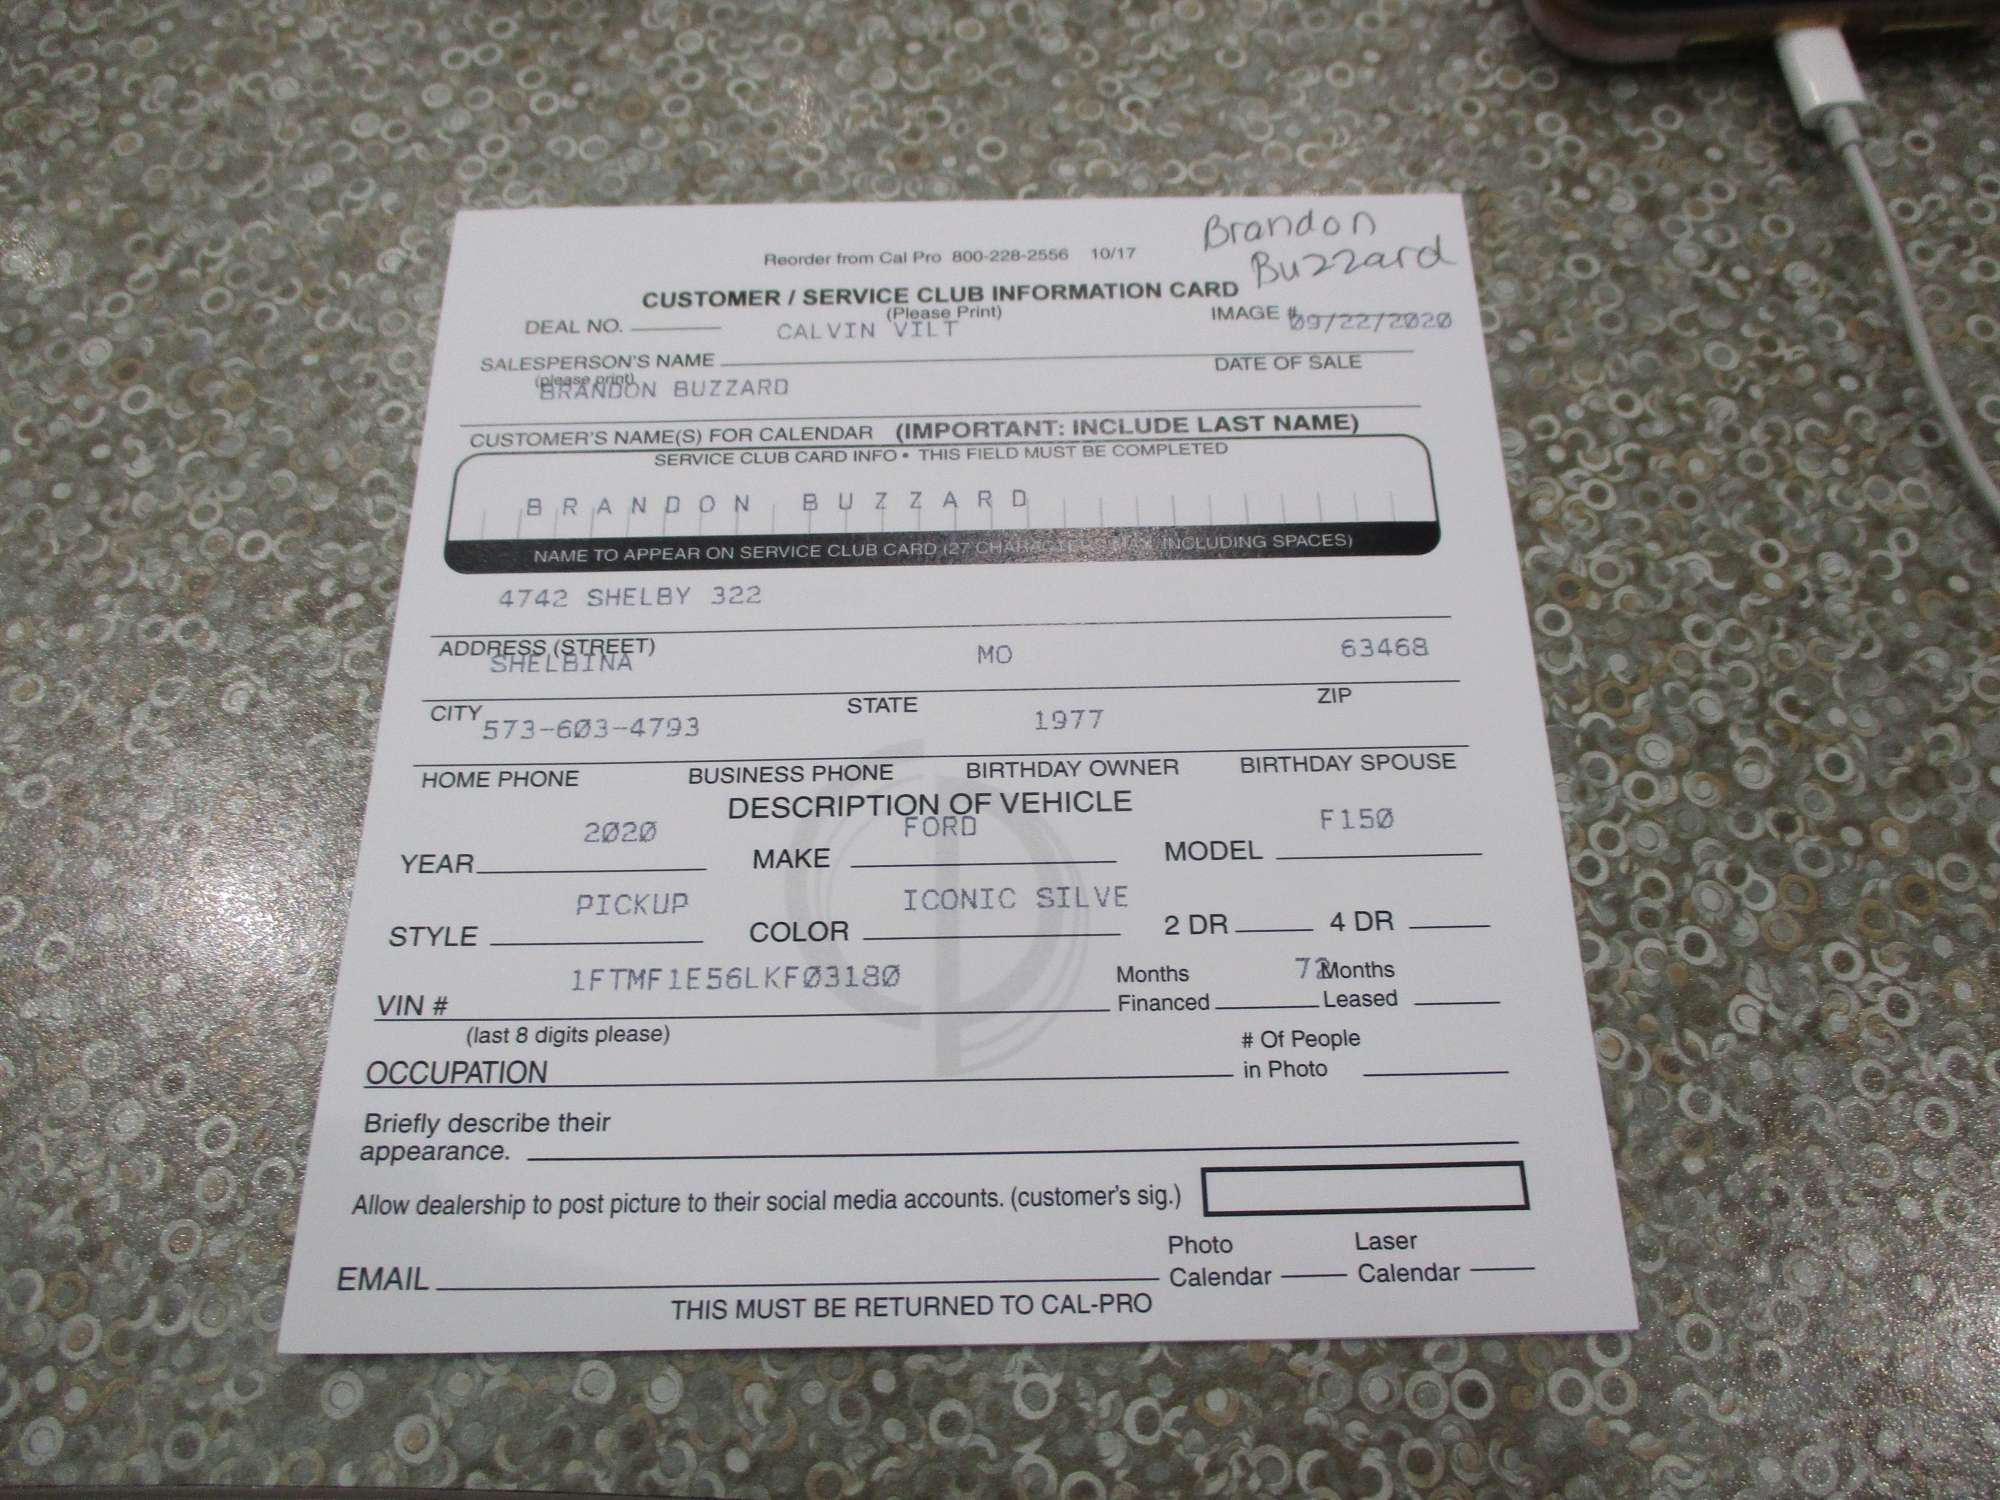 Brandon
Buzzard
Reorder from Cal Pro 800-228-2556 10/17
CUSTOMER / SERVICE CLUB INFORMATION CARD
(Please Print)
DEAL NO. CALVIN VILT IMAGE # 09/22/2020
SALESPERSON'S NAME DATE OF SALE
(please print)
BRANDON BUZZARD
CUSTOMER'S NAME(S) FOR CALENDAR (IMPORTANT: INCLUDE LAST NAME)
SERVICE CLUB CARD INFO • THIS FIELD MUST BE COMPLETED
BRANDON BUZZARD
NAME TO APPEAR ON SERVICE CLUB CARD (27 CHARACTERS MAX. INCLUDING SPACES)
4742 SHELBY 322
ADDRESS (STREET)
SHELBINA MO 63468
CITY STATE ZIP
573-603-4793 1977
HOME PHONE BUSINESS PHONE BIRTHDAY OWNER BIRTHDAY SPOUSE
DESCRIPTION OF VEHICLE
2020 FORD F150
YEAR MAKE MODEL
PICKUP ICONIC SILVE
STYLE COLOR 2 DR 4 DR
1FTMF1E56LKF03180 Months 72 Months
VIN # Financed Leased
(last 8 digits please) # Of People
OCCUPATION in Photo
Briefly describe their
appearance.
Allow dealership to post picture to their social media accounts. (customer's sig.)
Photo Laser
EMAIL Calendar Calendar
THIS MUST BE RETURNED TO CAL-PRO